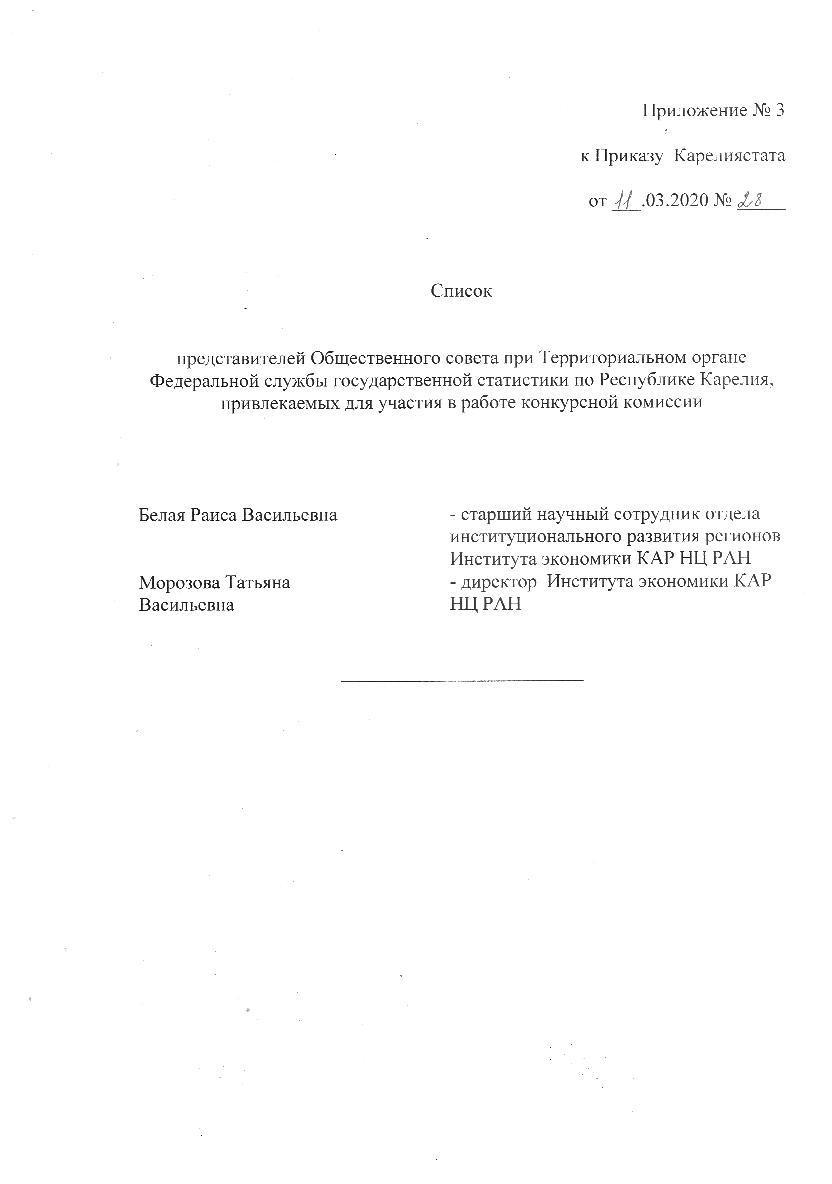 Приложение № 3
к Приказу Карелиястата
от 11.03.2020 № 28
Список
представителей Общественного совета при Территориальном органе
Федеральной службы государственной статистики по Республике Карелия,
привлекаемых для участия в работе конкурсной комиссии
Белая Раиса Васильевна - старший научный сотрудник отдела
институционального развития регионов
Института экономики КАР НЦ РАН
Морозова Татьяна - директор Института экономики КАР
Васильевна НЦ РАН